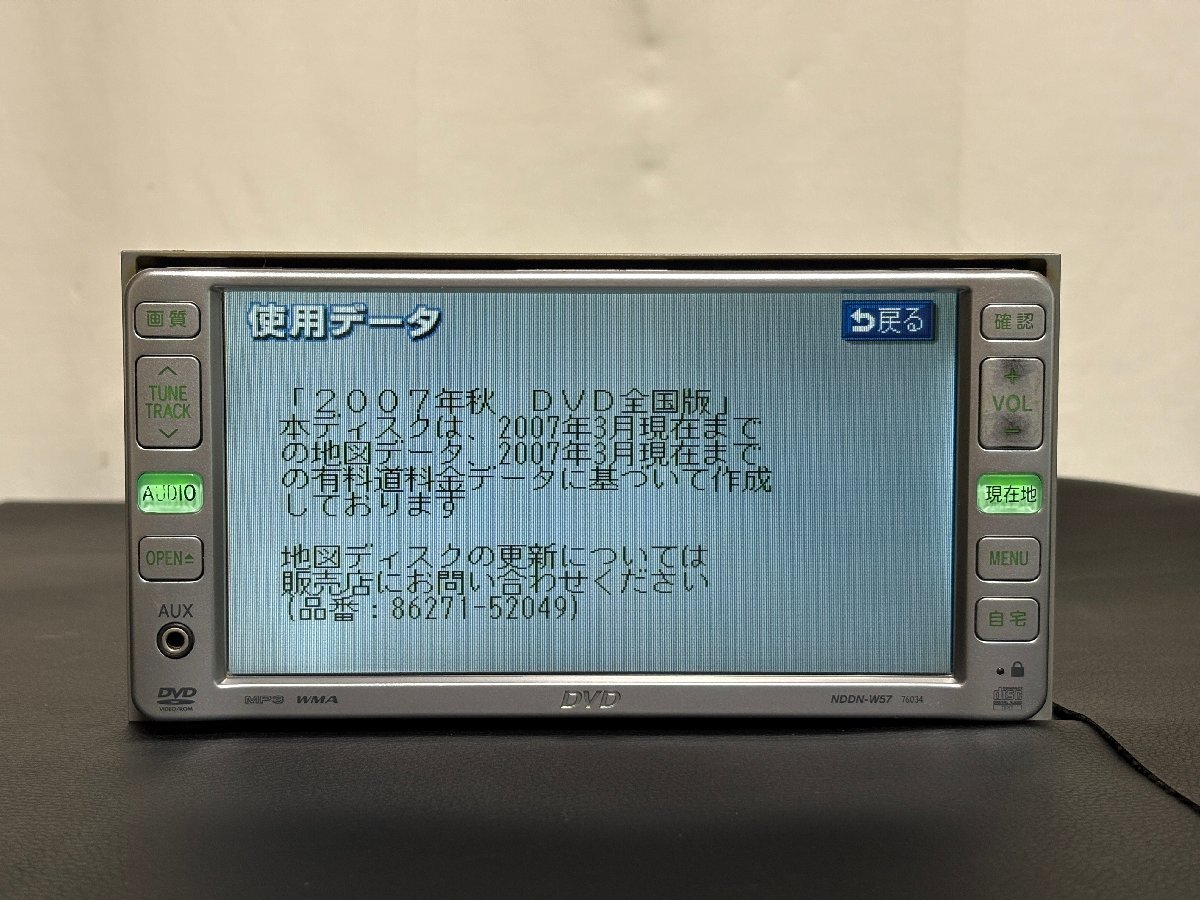 使用データ
戻る
「2007年秋　DVD全国版」
本ディスクは、2007年3月現在まで
の地図データ、2007年3月現在まで
の有料道料金データに基づいて作成
しております
地図ディスクの更新については
販売店にお問い合わせください
(品番：86271-52049)
画質
TUNE
TRACK
AUDIO
OPEN
AUX
DVD
VIDEO/ROM
MP3 WMA
DVD
NDDN-W57 76034
確認
+
VOL
-
現在地
MENU
自宅
disc